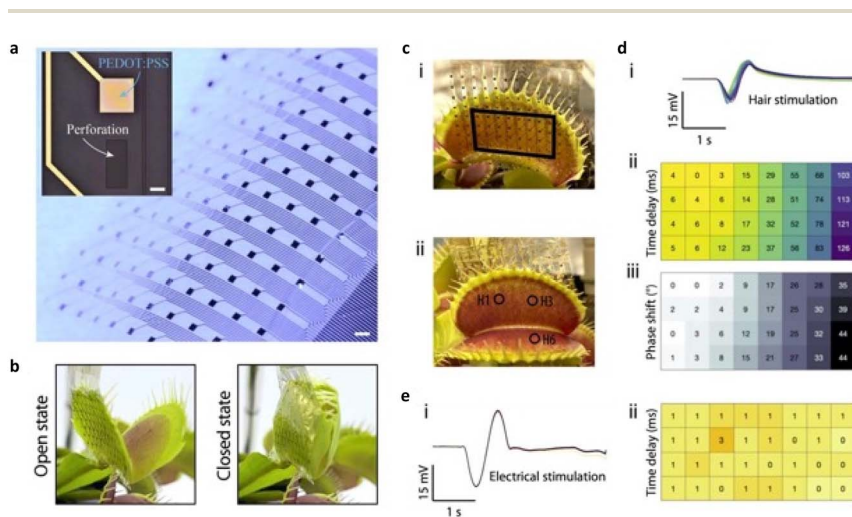 a
PEDOT:PSS
Perforation
b
Open state
Closed state
c
i
ii
H1
H3
H6
d
i
15 mV
1 s
Hair stimulation
ii
Time delay (ms)
4 0 3 15 29 55 68 103
6 4 6 14 28 51 74 113
4 6 8 17 32 52 78 121
5 6 12 23 37 56 83 126
iii
Phase shift (°)
0 0 2 9 17 26 28 35
2 2 4 9 17 25 30 39
0 3 6 12 19 25 32 44
1 3 8 15 21 27 33 44
e
i
15 mV
1 s
Electrical stimulation
ii
Time delay (ms)
1 1 1 1 1 1 1 1
1 1 3 1 1 0 1 0
1 1 1 1 0 1 1 0
1 1 0 1 1 1 0 0